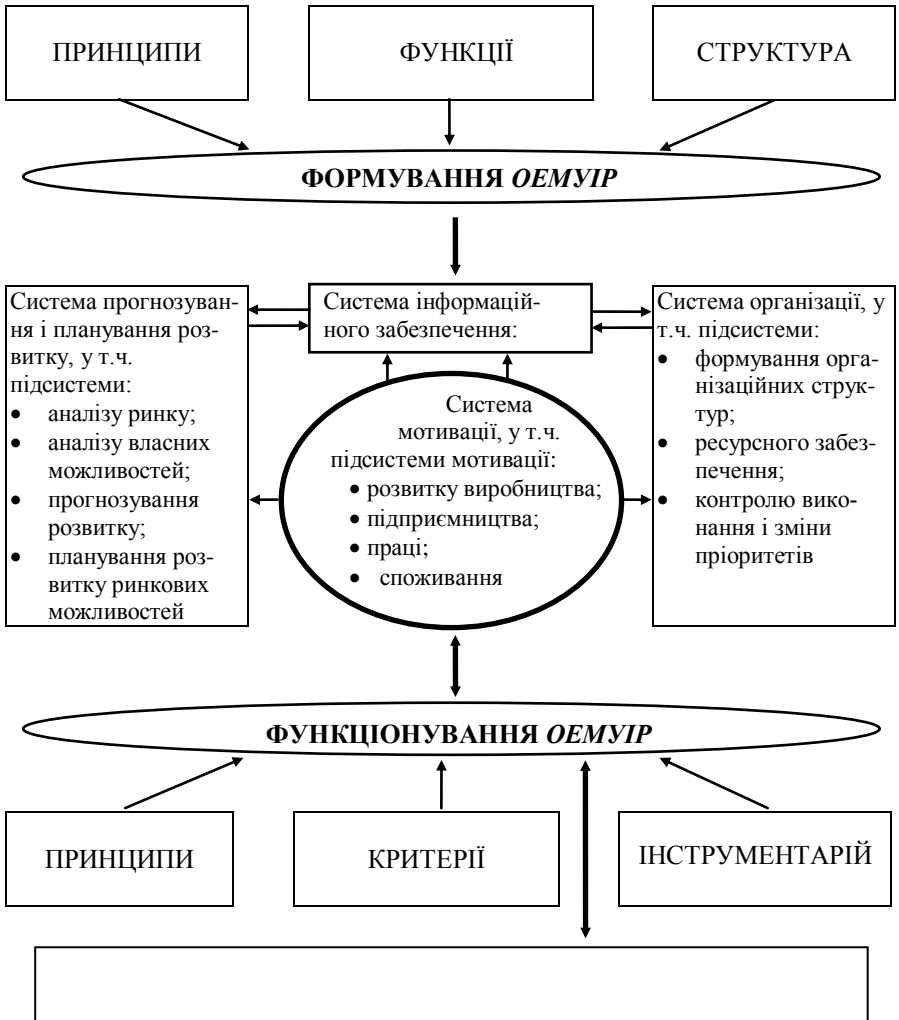 ПРИНЦИПИ
ФУНКЦІЇ
СТРУКТУРА
ФОРМУВАННЯ ОЕМУІР
Система прогнозуван-
ня і планування роз-
витку, у т.ч.
підсистеми:
• аналізу ринку;
• аналізу власних
можливостей;
• прогнозування
розвитку;
• планування роз-
витку ринкових
можливостей
Система інформацій-
ного забезпечення:
Система
мотивації, у т.ч.
підсистеми мотивації:
• розвитку виробництва;
• підприємництва;
• праці;
• споживання
Система організації, у
т.ч. підсистеми:
• формування орга-
нізаційних струк-
тур;
• ресурсного забез-
печення;
• контролю вико-
нання і зміни
пріоритетів
ФУНКЦІОНУВАННЯ ОЕМУІР
ПРИНЦИПИ
КРИТЕРІЇ
ІНСТРУМЕНТАРІЙ